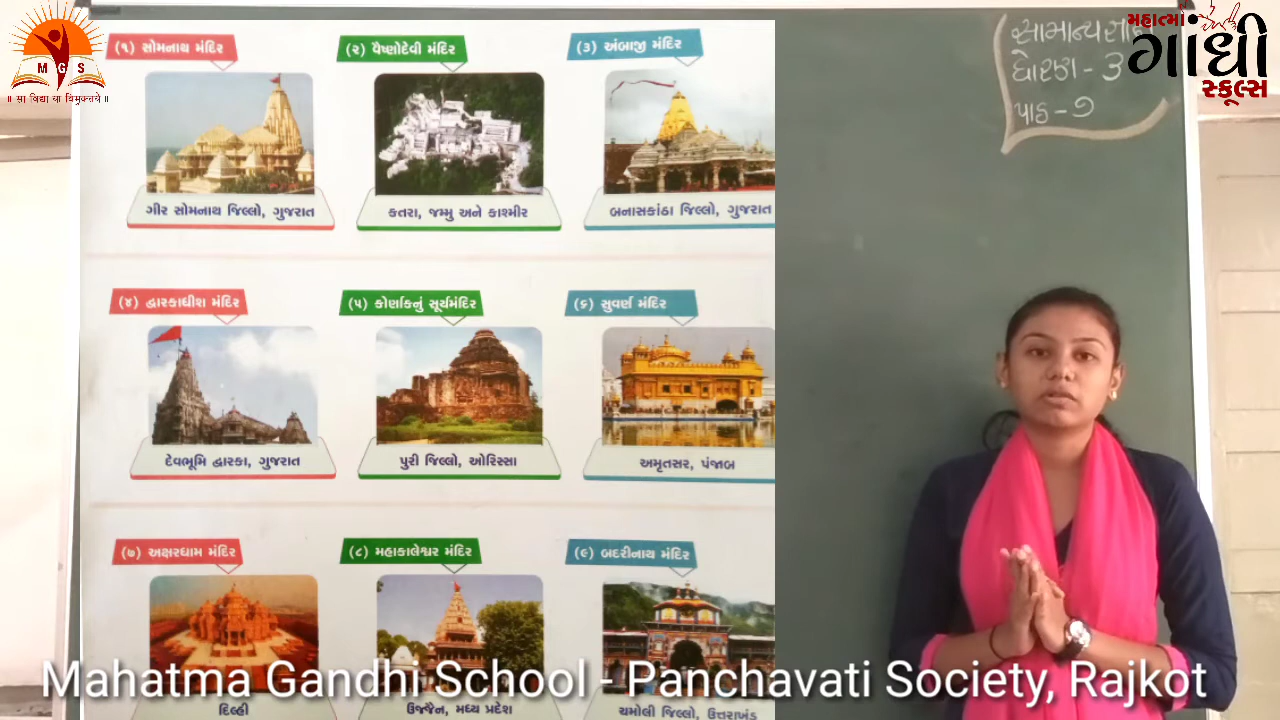 M G S
॥ सा विद्या या विमुक्तये ॥
મહાત્મા
ગાંધી
સ્કૂલ્સ
સામાન્ય
ધોરણ - ૩
પાઠ - ૭
(૧) સોમનાથ મંદિર
(૨) વૈષ્ણોદેવી મંદિર
(૩) અંબાજી મંદિર
ગીર સોમનાથ જિલ્લો, ગુજરાત
કતરા, જમ્મુ અને કાશ્મીર
બનાસકાંઠા જિલ્લો, ગુજરાત
(૪) દ્વારકાધીશ મંદિર
(૫) કોર્ણાકનું સૂર્યમંદિર
(૬) સુવર્ણ મંદિર
દેવભૂમિ દ્વારકા, ગુજરાત
પુરી જિલ્લો, ઓરિસ્સા
અમૃતસર, પંજાબ
(૭) અક્ષરધામ મંદિર
(૮) મહાકાલેશ્વર મંદિર
(૯) બદરીનાથ મંદિર
દિલ્હી
ઉજ્જૈન, મધ્ય પ્રદેશ
ચમોલી જિલ્લો, ઉત્તરાખંડ
Mahatma Gandhi School - Panchavati Society, Rajkot